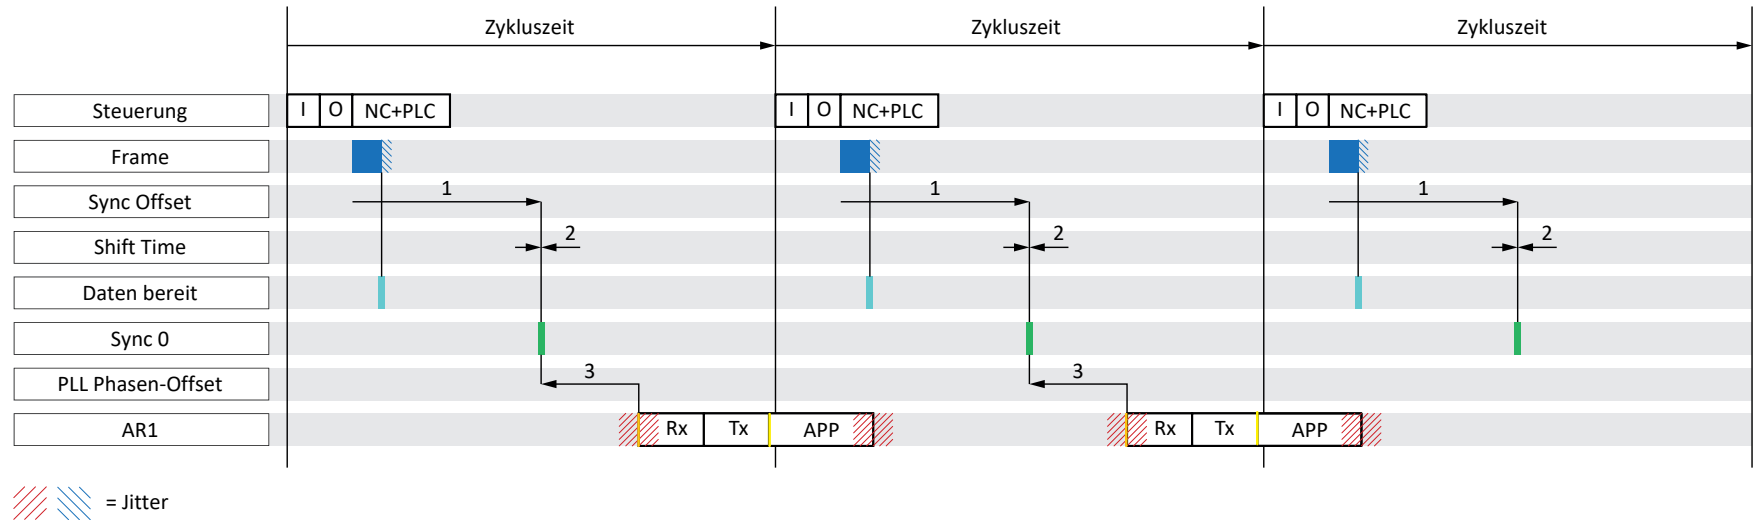 Zykluszeit Zykluszeit Zykluszeit
Steuerung I O NC+PLC I O NC+PLC I O NC+PLC
Frame
Sync Offset 1 1 1
Shift Time 2 2 2
Daten bereit
Sync 0
PLL Phasen-Offset 3 3
AR1 Rx Tx APP Rx Tx APP
= Jitter